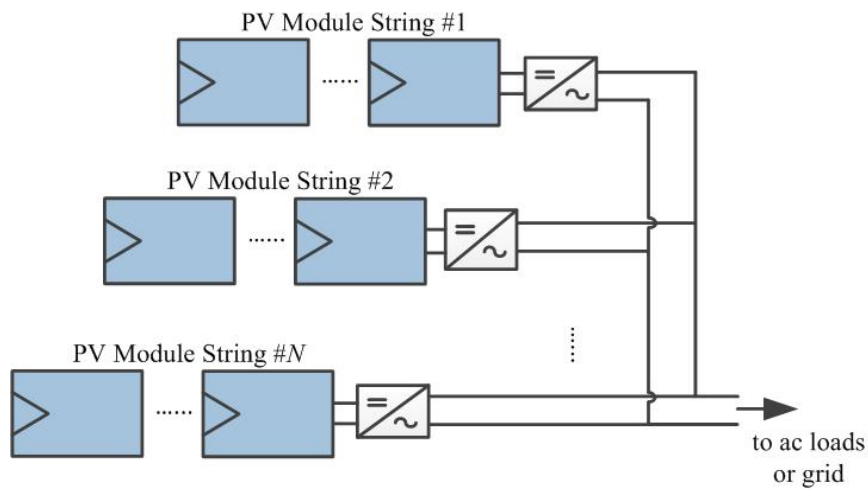 PV Module String #1
......
PV Module String #2
......
PV Module String #N
......
......
to ac loads
or grid